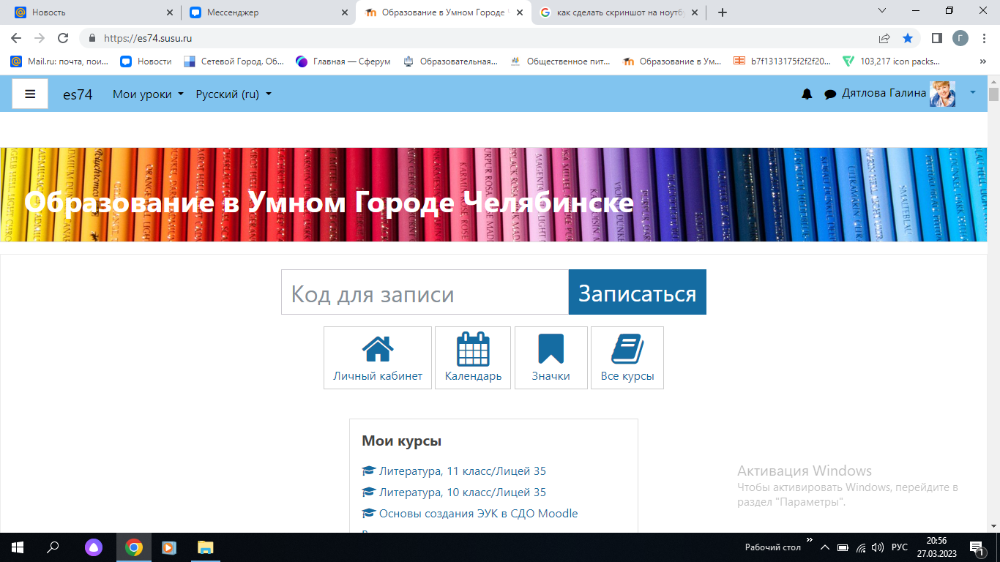 Новость
Мессенджер
Образование в Умном Городе Ч
как сделать скриншот на ноутбу
https://es74.susu.ru
Г
Mail.ru: почта, пои...
Новости
Сетевой Город. Об...
Главная — Сферум
Образовательная...
Общественное пит...
Образование в Ум...
b7f1313175f2f2f20...
103,217 icon packs...
es74
Мои уроки
Русский (ru)
Дятлова Галина
Образование в Умном Городе Челябинске
Код для записи
Записаться
Личный кабинет
Календарь
Значки
Все курсы
Мои курсы
Литература, 11 класс/Лицей 35
Литература, 10 класс/Лицей 35
Основы создания ЭУК в СДО Moodle
Активация Windows
Чтобы активировать Windows, перейдите в
раздел "Параметры".
Рабочий стол
РУС
20:56
27.03.2023
1